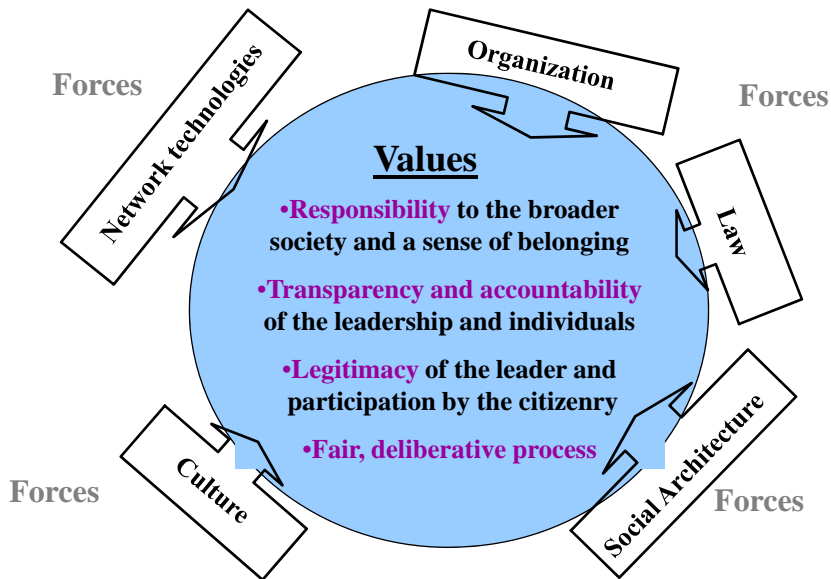 Forces
Network technologies
Organization
Forces
Law
Values
•Responsibility to the broader
society and a sense of belonging
•Transparency and accountability
of the leadership and individuals
•Legitimacy of the leader and
participation by the citizenry
•Fair, deliberative process
Culture
Forces
Social Architecture
Forces